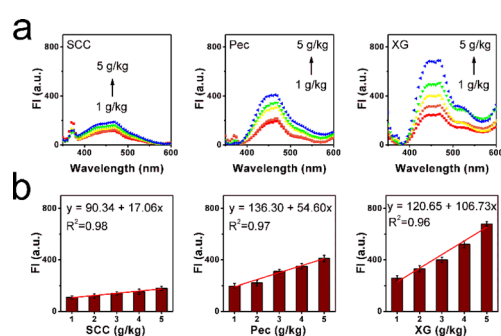 a
SCC
5 g/kg
1 g/kg
Pec
5 g/kg
1 g/kg
XG
5 g/kg
1 g/kg
FI (a.u.)
800
400
0
400 500 600
Wavelength (nm)
FI (a.u.)
800
400
0
400 500 600
Wavelength (nm)
FI (a.u.)
800
400
0
400 500 600
Wavelength (nm)
b
y = 90.34 + 17.06x
R²=0.98
FI (a.u.)
800
400
0
1 2 3 4 5
SCC (g/kg)
y = 136.30 + 54.60x
R²=0.97
FI (a.u.)
800
400
0
1 2 3 4 5
Pec (g/kg)
y = 120.65 + 106.73x
R²=0.96
FI (a.u.)
800
400
0
1 2 3 4 5
XG (g/kg)